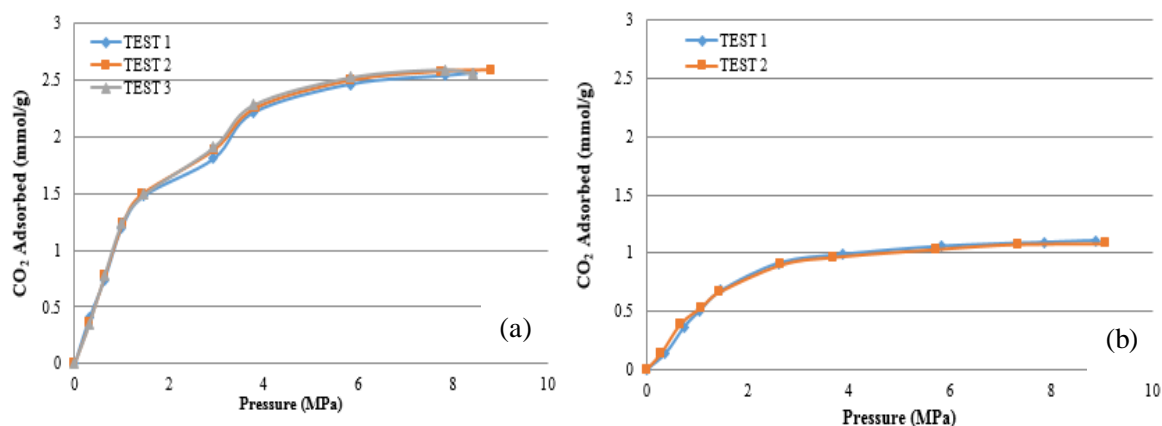 3
2.5
2
1.5
1
0.5
0
CO2 Adsorbed (mmol/g)
TEST 1
TEST 2
TEST 3
(a)
0 2 4 6 8 10
Pressure (MPa)
3
2.5
2
1.5
1
0.5
0
CO2 Adsorbed (mmol/g)
TEST 1
TEST 2
(b)
0 2 4 6 8 10
Pressure (MPa)